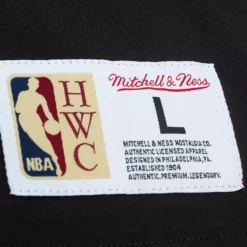 HWC
NBA
Mitchell & Ness
L
MITCHELL & NESS NOSTALGIA CO.
AUTHENTIC LICENSED APPAREL
DESIGNED IN PHILADELPHIA, PA.
ESTABLISHED 1904
AUTHENTIC. PREMIUM. LEGENDARY.